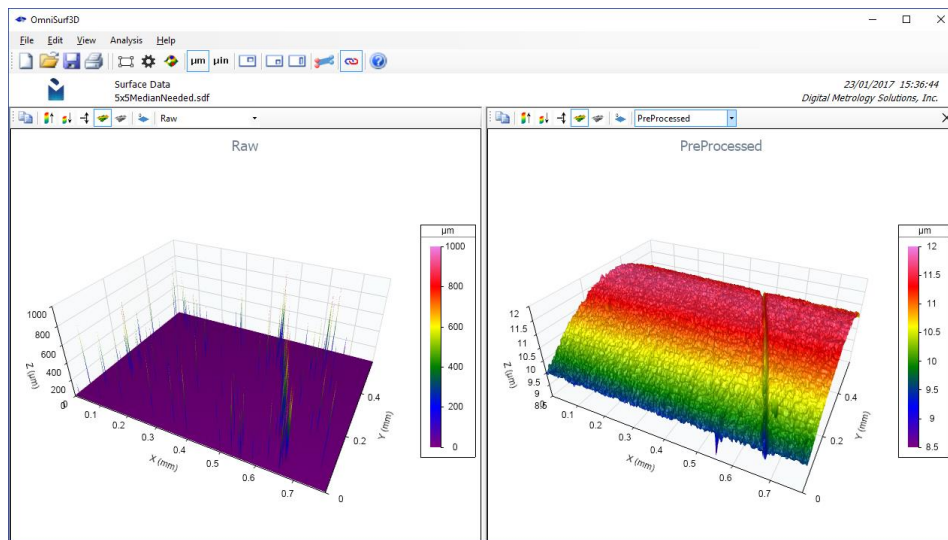 OmniSurf3D
File Edit View Analysis Help
µm µin
Surface Data
5x5MedianNeeded.sdf
23/01/2017 15:36:44
Digital Metrology Solutions, Inc.
Raw
PreProcessed
Raw
µm
1000
800
600
400
200
0
1000
800
600
400
200
0
Z (µm)
0
0.1
0.2
0.3
0.4
0.5
0.6
0.7
X (mm)
0
0.2
0.4
Y (mm)
PreProcessed
µm
12
11.5
11
10.5
10
9.5
9
8.5
12
11.5
11
10.5
10
9.5
9
8.5
Z (µm)
0.1
0.2
0.3
0.4
0.5
0.6
0.7
X (mm)
0
0.2
0.4
Y (mm)